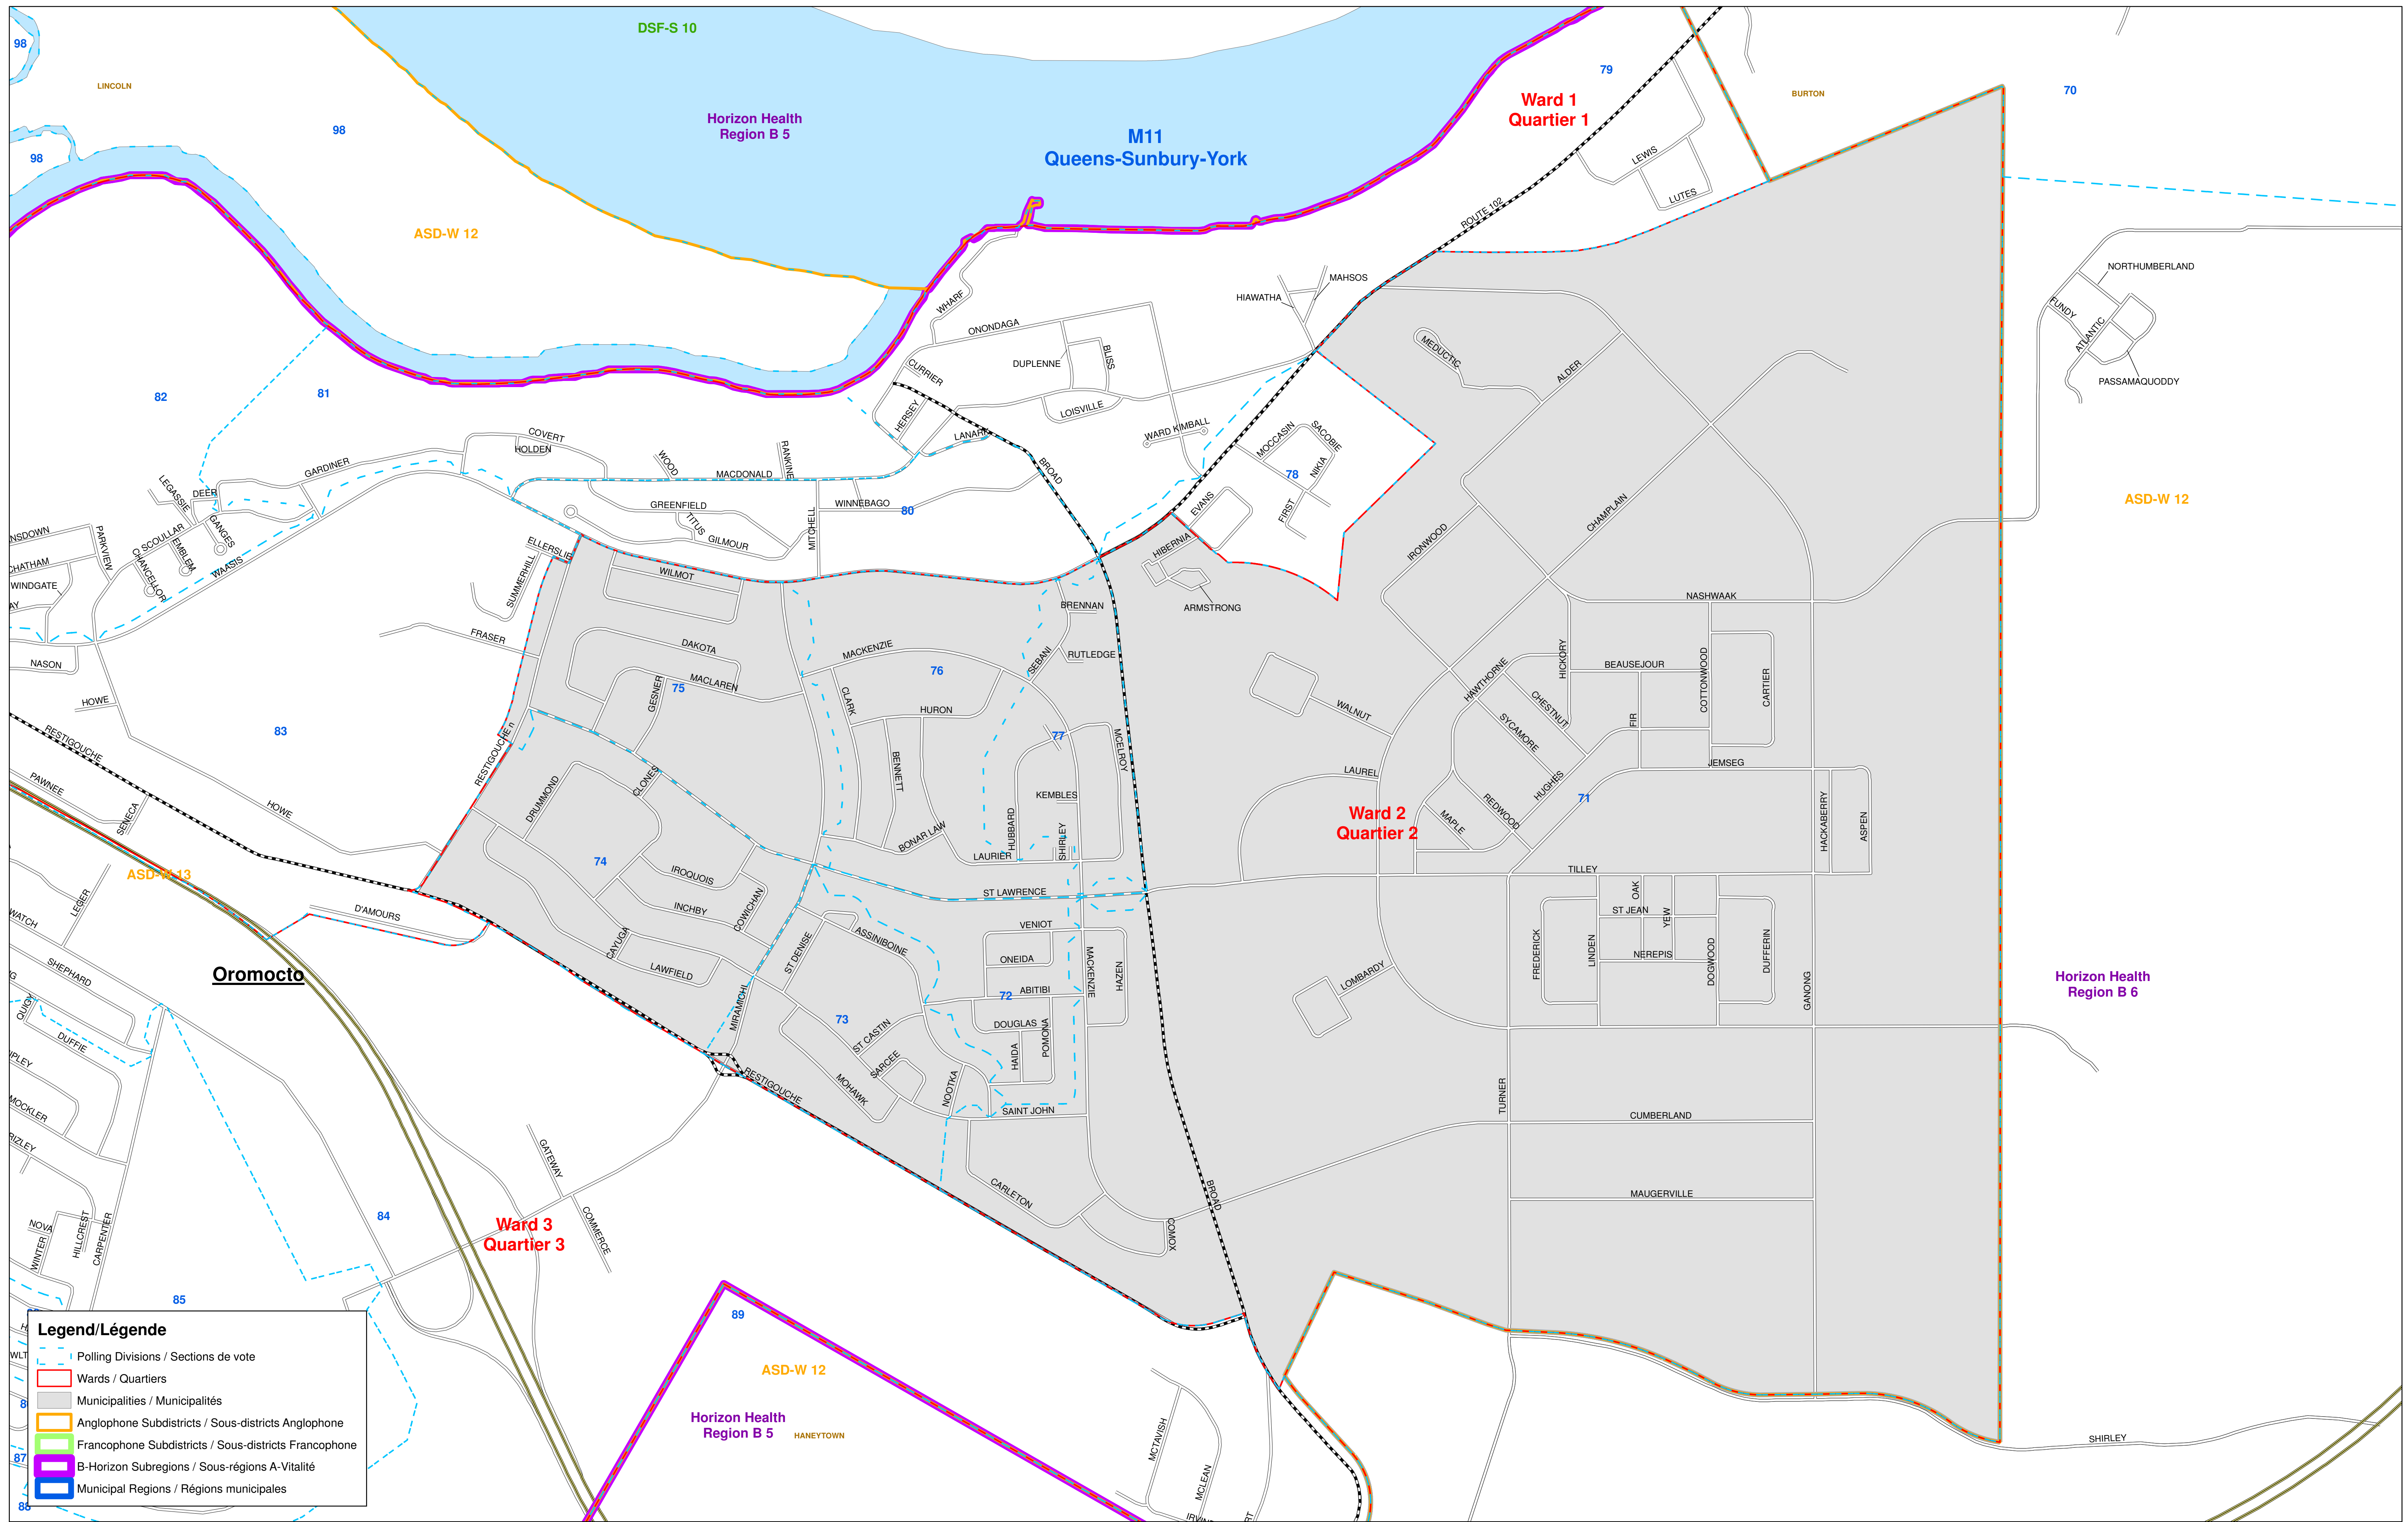 DSF-S 10
98
LINCOLN
98
98
Horizon Health
Region B 5
M11
Queens-Sunbury-York
Ward 1
Quartier 1
79
BURTON
70
LEWIS
LUTES
ROUTE 102
ASD-W 12
WHARF
MAHSOS
HIAWATHA
ONONDAGA
DUPLENNE
BLISS
CURRIER
HERSEY
LOISVILLE
LANARK
WARD KIMBALL
BROAD
NORTHUMBERLAND
FUNDY
ATLANTIC
PASSAMAQUODDY
ASD-W 12
MEDUCTIC
ALDER
CHAMPLAIN
IRONWOOD
MOCCASIN
SACOBIE
NIKIA
78
FIRST
EVANS
HIBERNIA
ARMSTRONG
82
81
COVERT
HOLDEN
WOOD
MACDONALD
RANKINE
GARDINER
LEGASSIE
DEER
GANGES
SCOULLAR
EMBLEM
CHANCELLOR
WAASIS
PARKVIEW
NSDOWN
CHATHAM
WINDGATE
AY
NASON
HOWE
GREENFIELD
TITUS
GILMOUR
MITCHELL
WINNEBAGO
80
ELLERSLIE
SUMMERHILL
FRASER
WILMOT
DAKOTA
MACLAREN
GESNER
75
MACKENZIE
76
CLARK
HURON
BENNETT
BONAR LAW
BRENNAN
RUTLEDGE
SEBANI
77
MCELROY
KEMBLES
HUBBARD
SHIRLEY
LAURIER
ST LAWRENCE
83
RESTIGOUCHE
RESTIGOUCHE n
HOWE
PAWNEE
SENECA
ASD-W 13
LEGER
D'AMOURS
WATCH
SHEPHARD
Oromocto
DRUMMOND
CLONES
74
IROQUOIS
INCHBY
COWICHAN
CAYUGA
LAWFIELD
MIRAMICHI
ST DENISE
ASSINIBOINE
VENIOT
ONEIDA
ABITIBI
72
MACKENZIE
HAZEN
DOUGLAS
HAIDA
POMONA
73
ST CASTIN
SARCEE
MOHAWK
NOOTKA
SAINT JOHN
RESTIGOUCHE
CARLETON
COMOX
BROAD
NASHWAAK
HICKORY
BEAUSEJOUR
COTTONWOOD
CARTIER
HAWTHORNE
CHESTNUT
SYCAMORE
FIR
WALNUT
LAUREL
Ward 2
Quartier 2
HUGHES
REDWOOD
MAPLE
71
JEMSEG
HACKABERRY
ASPEN
TILLEY
OAK
ST JEAN
YEW
FREDERICK
LINDEN
NEREPIS
DOGWOOD
DUFFERIN
GANONG
LOMBARDY
TURNER
CUMBERLAND
MAUGERVILLE
Horizon Health
Region B 6
NG
QUIGY
DUFFIE
IPLEY
MOCKLER
RIZLEY
NOVA
WINTER
HILLCREST
CARPENTER
84
85
GATEWAY
COMMERCE
Ward 3
Quartier 3
89
ASD-W 12
Horizon Health
Region B 5
HANEYTOWN
MCTAVISH
MCLEAN
SHIRLEY
WLT
87
Legend/Légende
Polling Divisions / Sections de vote
Wards / Quartiers
Municipalities / Municipalités
Anglophone Subdistricts / Sous-districts Anglophone
Francophone Subdistricts / Sous-districts Francophone
B-Horizon Subregions / Sous-régions A-Vitalité
Municipal Regions / Régions municipales